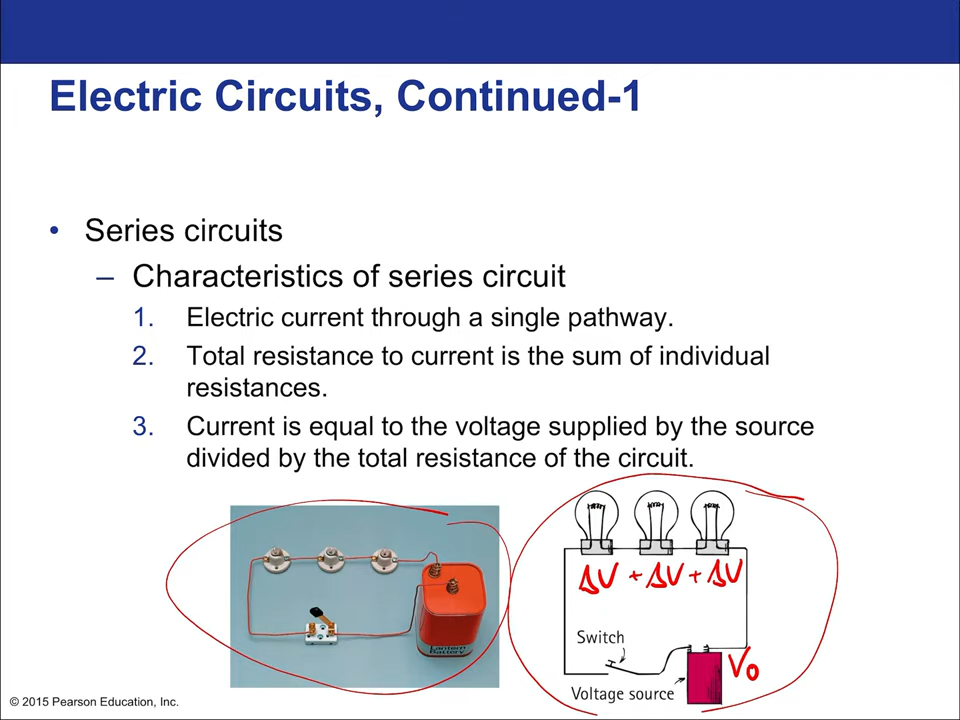 Electric Circuits, Continued-1
• Series circuits
– Characteristics of series circuit
1. Electric current through a single pathway.
2. Total resistance to current is the sum of individual
resistances.
3. Current is equal to the voltage supplied by the source
divided by the total resistance of the circuit.
ΔV + ΔV + ΔV
Lantern
Battery
Switch
V₀
Voltage source
© 2015 Pearson Education, Inc.